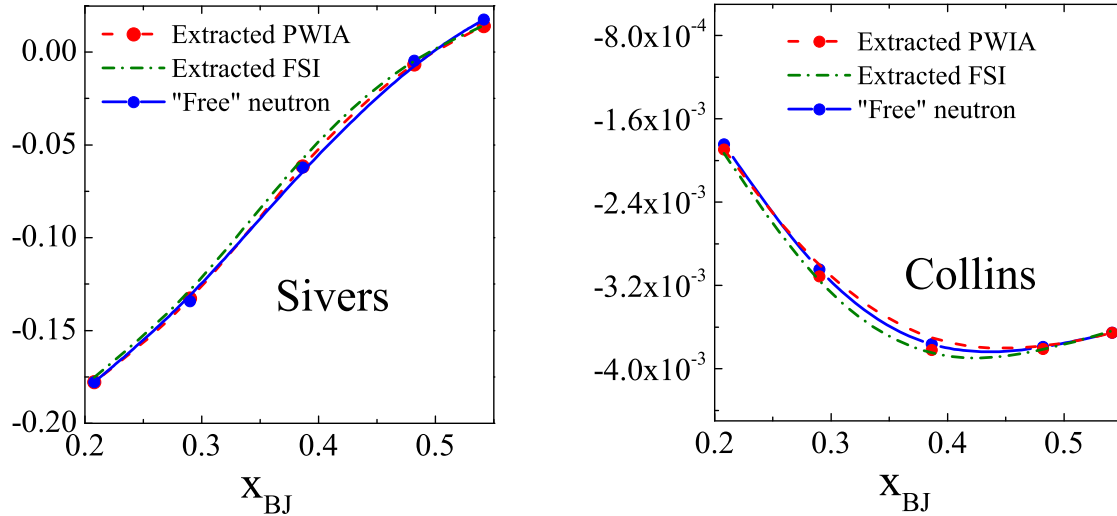 0.00
-0.05
-0.10
-0.15
-0.20
0.2
0.3
0.4
0.5
Extracted PWIA
Extracted FSI
"Free" neutron
Sivers
x_BJ
-8.0x10^-4
-1.6x10^-3
-2.4x10^-3
-3.2x10^-3
-4.0x10^-3
0.2
0.3
0.4
0.5
Extracted PWIA
Extracted FSI
"Free" neutron
Collins
x_BJ